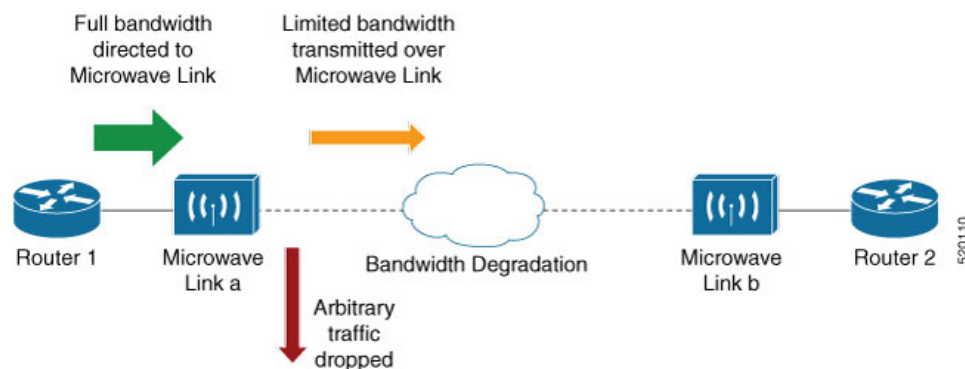 Full bandwidth
directed to
Microwave Link
Limited bandwidth
transmitted over
Microwave Link
Router 1
Microwave
Link a
Bandwidth Degradation
Microwave
Link b
Router 2
520110
Arbitrary
traffic
dropped